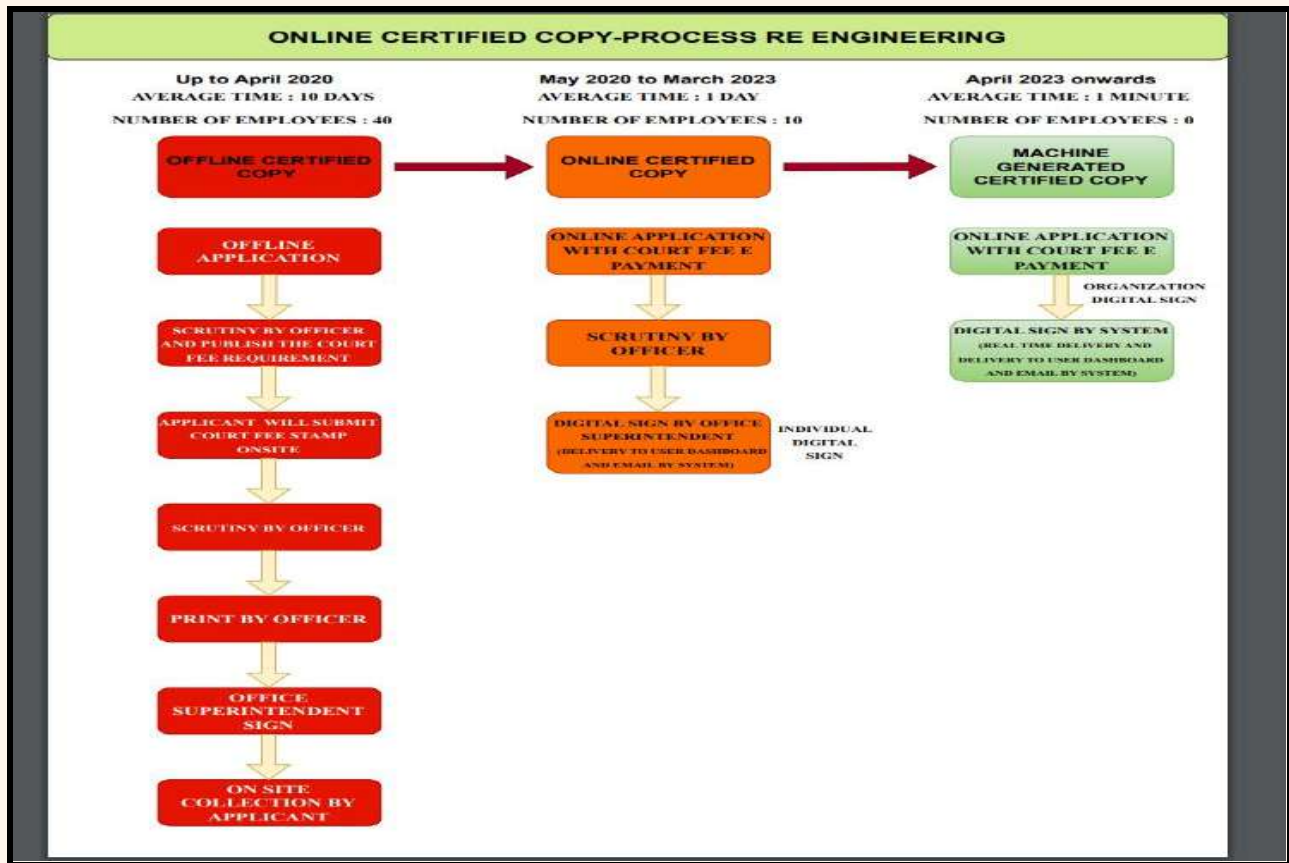 ONLINE CERTIFIED COPY-PROCESS RE ENGINEERING
Up to April 2020
AVERAGE TIME : 10 DAYS
NUMBER OF EMPLOYEES : 40
OFFLINE CERTIFIED
COPY
OFFLINE
APPLICATION
SCRUTINY BY OFFICER
AND PUBLISH THE COURT
FEE REQUIREMENT
APPLICANT WILL SUBMIT
COURT FEE STAMP
ONSITE
SCRUTINY BY OFFICER
PRINT BY OFFICER
OFFICE
SUPERINTENDENT
SIGN
ON SITE
COLLECTION BY
APPLICANT
May 2020 to March 2023
AVERAGE TIME : 1 DAY
NUMBER OF EMPLOYEES : 10
ONLINE CERTIFIED
COPY
ONLINE APPLICATION
WITH COURT FEE E
PAYMENT
SCRUTINY BY
OFFICER
DIGITAL SIGN BY OFFICE
SUPERINTENDENT
(DELIVERY TO USER DASHBOARD
AND EMAIL BY SYSTEM)
INDIVIDUAL
DIGITAL
SIGN
April 2023 onwards
AVERAGE TIME : 1 MINUTE
NUMBER OF EMPLOYEES : 0
MACHINE
GENERATED
CERTIFIED COPY
ONLINE APPLICATION
WITH COURT FEE E
PAYMENT
ORGANIZATION
DIGITAL SIGN
DIGITAL SIGN BY SYSTEM
(REAL TIME DELIVERY AND
DELIVERY TO USER DASHBOARD
AND EMAIL BY SYSTEM)